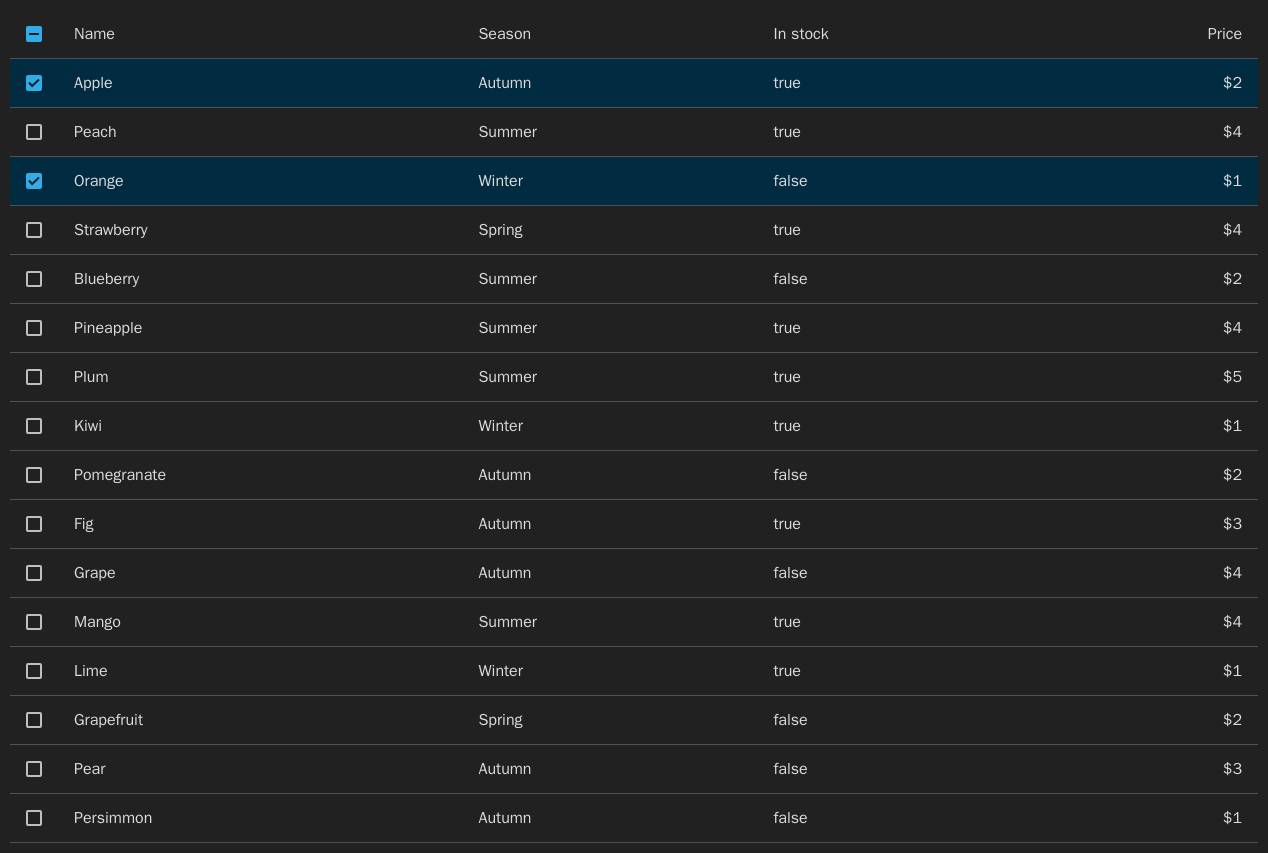 Name Season In stock Price
Apple Autumn true $2
Peach Summer true $4
Orange Winter false $1
Strawberry Spring true $4
Blueberry Summer false $2
Pineapple Summer true $4
Plum Summer true $5
Kiwi Winter true $1
Pomegranate Autumn false $2
Fig Autumn true $3
Grape Autumn false $4
Mango Summer true $4
Lime Winter true $1
Grapefruit Spring false $2
Pear Autumn false $3
Persimmon Autumn false $1